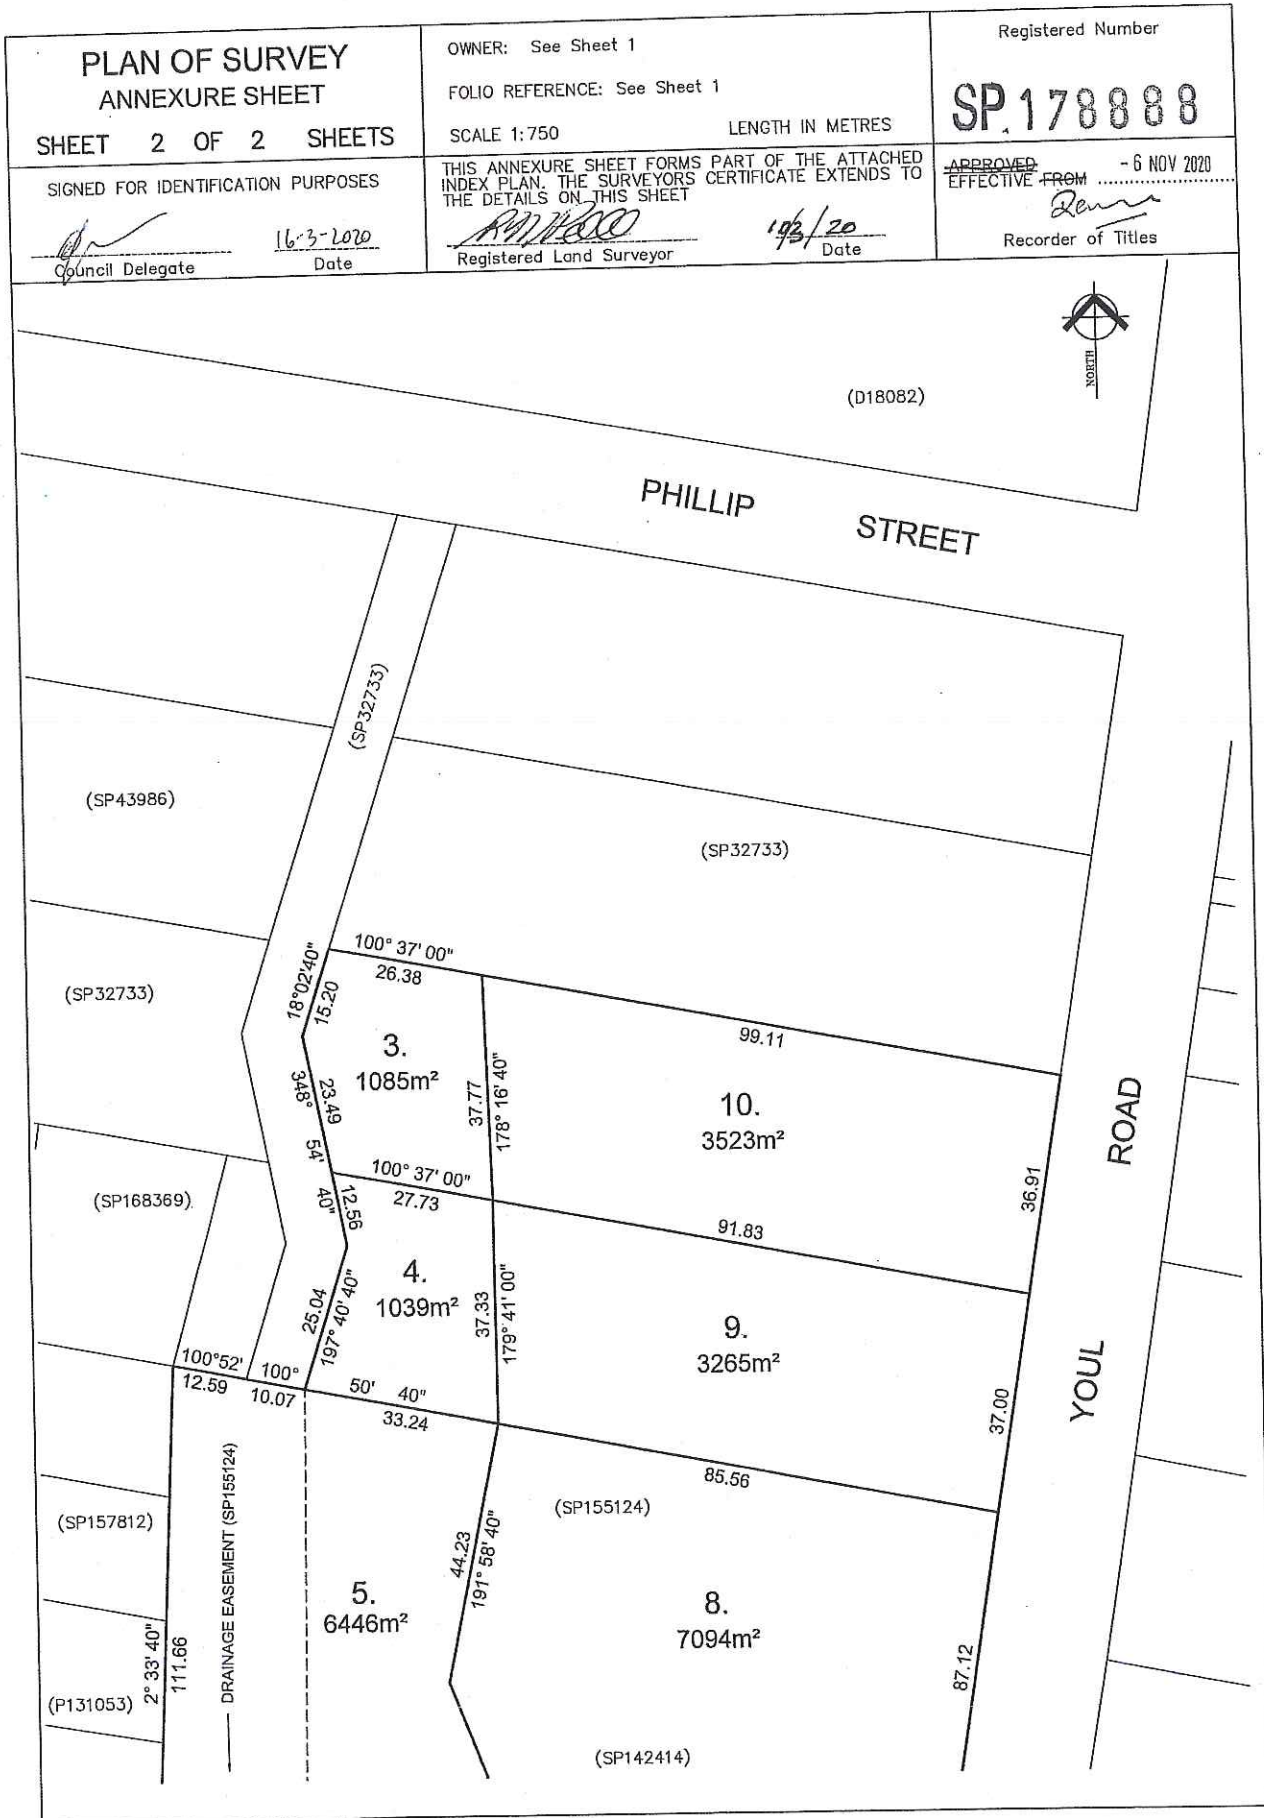 PLAN OF SURVEY
ANNEXURE SHEET
SHEET 2 OF 2 SHEETS
SIGNED FOR IDENTIFICATION PURPOSES
16-3-2020
Council Delegate
Date
OWNER: See Sheet 1
FOLIO REFERENCE: See Sheet 1
SCALE 1:750
LENGTH IN METRES
THIS ANNEXURE SHEET FORMS PART OF THE ATTACHED
INDEX PLAN. THE SURVEYORS CERTIFICATE EXTENDS TO
THE DETAILS ON THIS SHEET
Registered Land Surveyor
Date
Registered Number
SP.178888
APPROVED
EFFECTIVE FROM
-6 NOV 2020
Recorder of Titles
NORTH
(D18082)
PHILLIP STREET
(SP32733)
(SP43986)
(SP32733)
(SP32733)
18°02'40"
15.20
100° 37' 00"
26.38
99.11
3.
1085m²
348° 54' 40"
23.49
37.77
178° 16' 40"
10.
3523m²
36.91
YOUL ROAD
(SP168369)
100° 37' 00"
27.73
12.56
91.83
4.
1039m²
25.04
197° 40' 40"
37.33
179° 41' 00"
9.
3265m²
37.00
100°52'
12.59
100° 50' 40"
10.07
33.24
85.56
(SP157812)
DRAINAGE EASEMENT (SP155124)
(SP155124)
44.23
191° 58' 40"
5.
6446m²
8.
7094m²
87.12
2° 33' 40"
111.66
(P131053)
(SP142414)